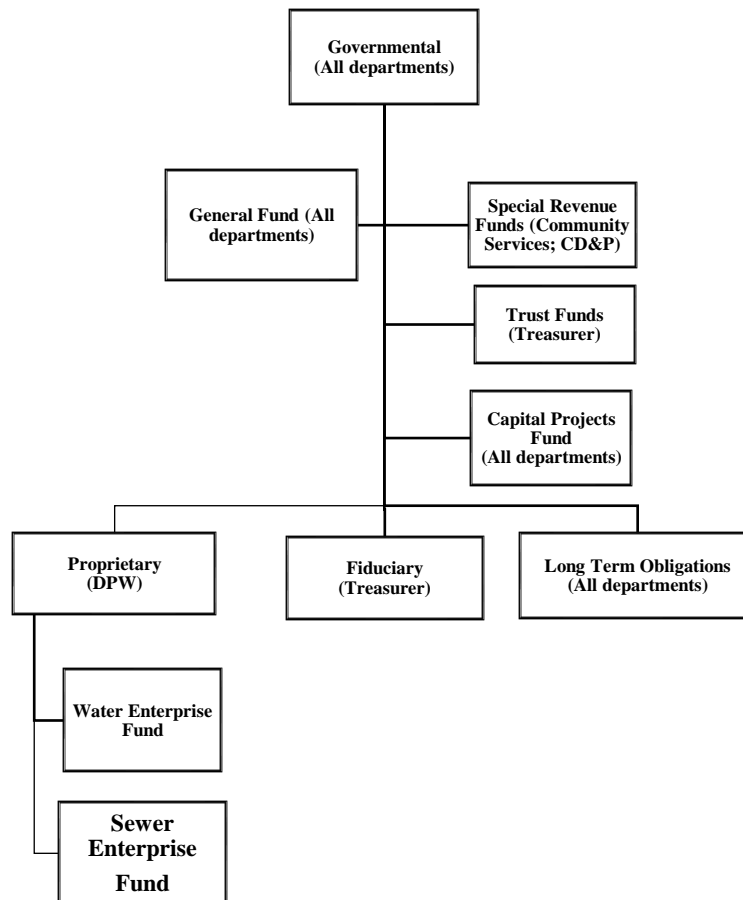 Governmental
(All departments)
General Fund (All
departments)
Special Revenue
Funds (Community
Services; CD&P)
Trust Funds
(Treasurer)
Capital Projects
Fund
(All departments)
Proprietary
(DPW)
Fiduciary
(Treasurer)
Long Term Obligations
(All departments)
Water Enterprise
Fund
Sewer
Enterprise
Fund